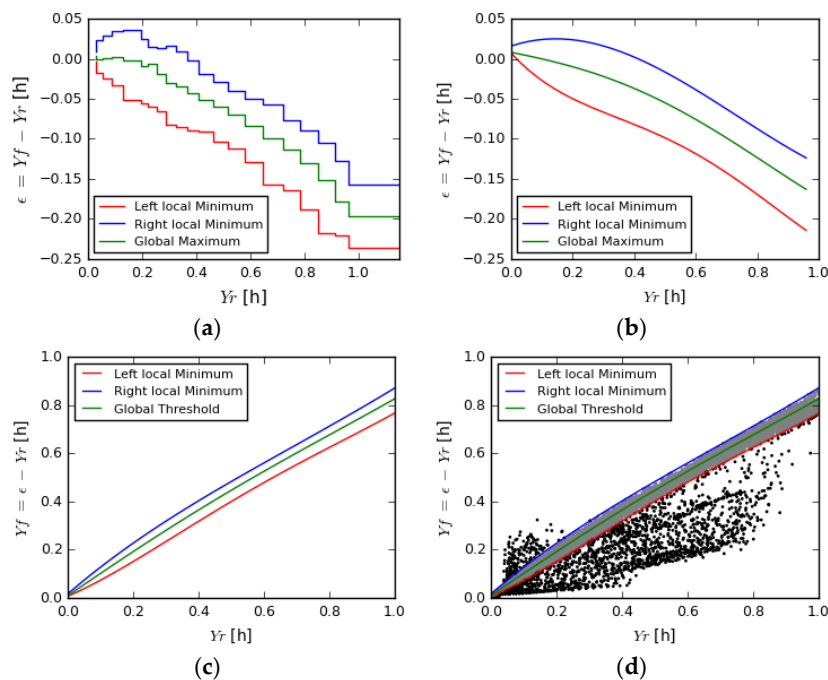 0.05
0.00
−0.05
−0.10
−0.15
−0.20
−0.25
ϵ = Yf − Yr [h]
Left local Minimum
Right local Minimum
Global Maximum
0.0 0.2 0.4 0.6 0.8 1.0
Yr [h]
(a)
0.05
0.00
−0.05
−0.10
−0.15
−0.20
−0.25
ϵ = Yf − Yr [h]
Left local Minimum
Right local Minimum
Global Maximum
0.0 0.2 0.4 0.6 0.8 1.0
Yr [h]
(b)
1.0
0.8
0.6
0.4
0.2
0.0
Yf = ϵ − Yr [h]
Left local Minimum
Right local Minimum
Global Threshold
0.0 0.2 0.4 0.6 0.8 1.0
Yr [h]
(c)
1.0
0.8
0.6
0.4
0.2
0.0
Yf = ϵ − Yr [h]
Left local Minimum
Right local Minimum
Global Threshold
0.0 0.2 0.4 0.6 0.8 1.0
Yr [h]
(d)